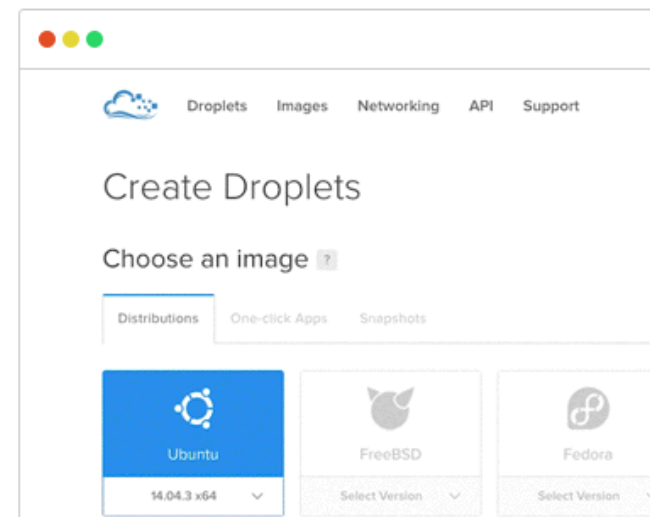 Droplets Images Networking API Support
Create Droplets
Choose an image ?
Distributions One-click Apps Snapshots
Ubuntu FreeBSD Fedora
14.04.3 x64 Select Version Select Version